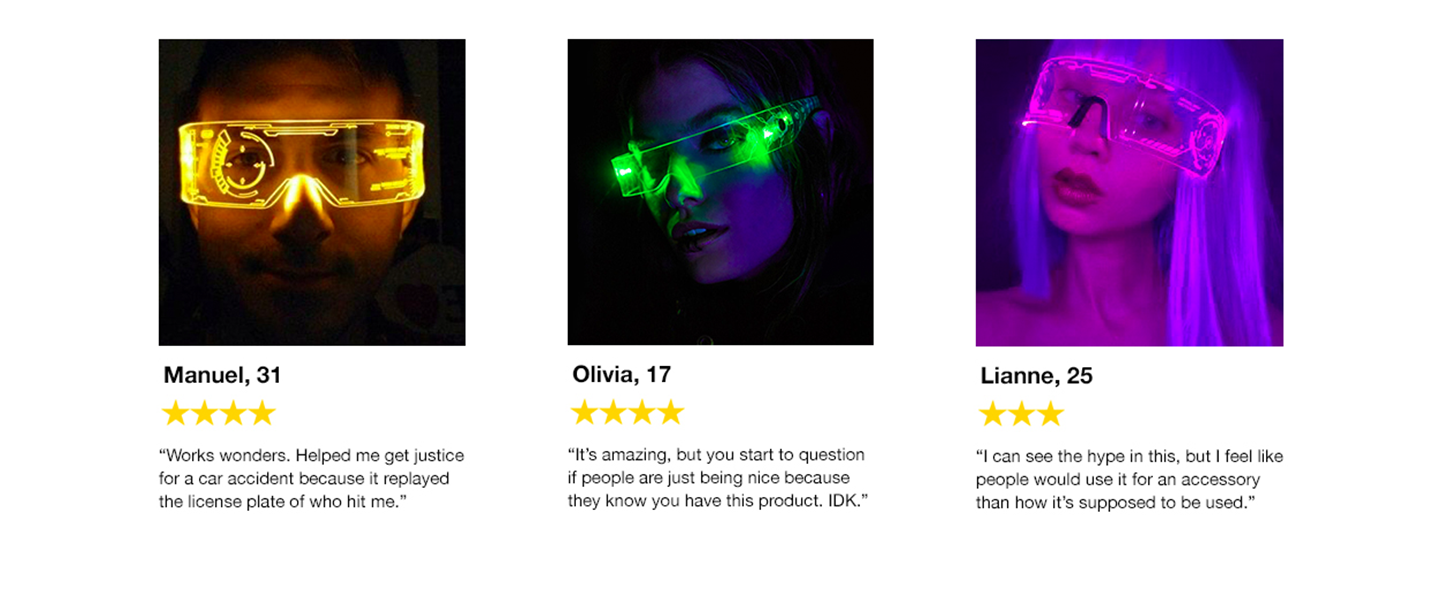 Manuel, 31
“Works wonders. Helped me get justice
for a car accident because it replayed
the license plate of who hit me.”
Olivia, 17
“It’s amazing, but you start to question
if people are just being nice because
they know you have this product. IDK.”
Lianne, 25
“I can see the hype in this, but I feel like
people would use it for an accessory
than how it’s supposed to be used.”